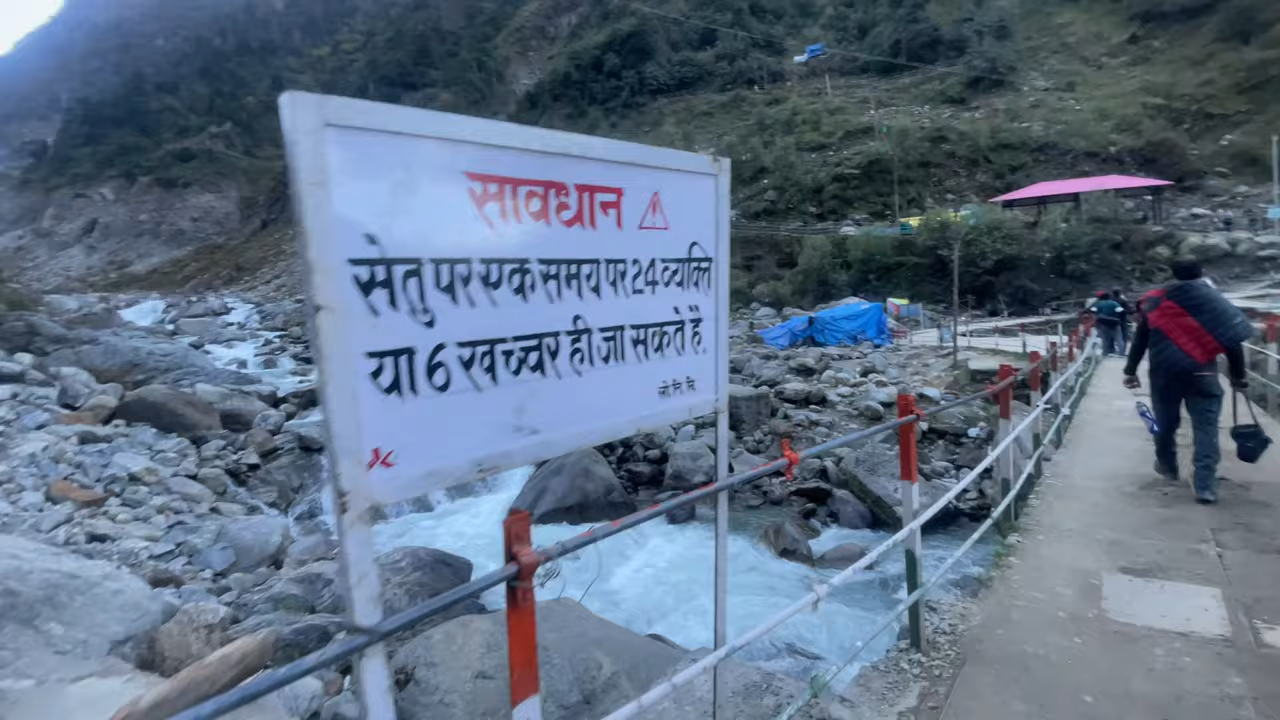 सावधान
सेतु पर एक समय पर 24 व्यक्ति
या 6 खच्चर ही जा सकते है.
लो. नि. वि.